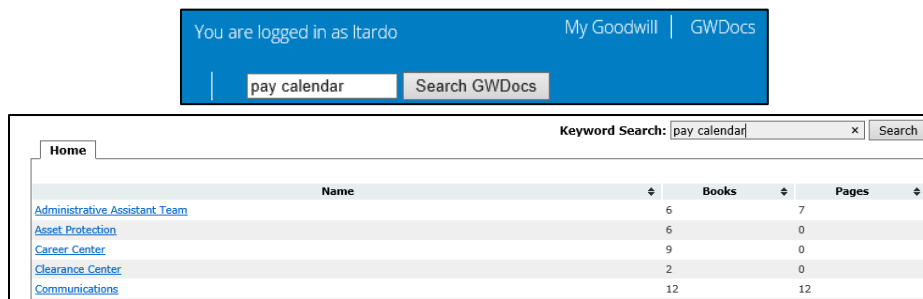 You are logged in as ltardo
My Goodwill | GWDocs
pay calendar Search GWDocs
Keyword Search: pay calendar × Search
Home
Name Books Pages
Administrative Assistant Team 6 7
Asset Protection 6 0
Career Center 9 0
Clearance Center 2 0
Communications 12 12